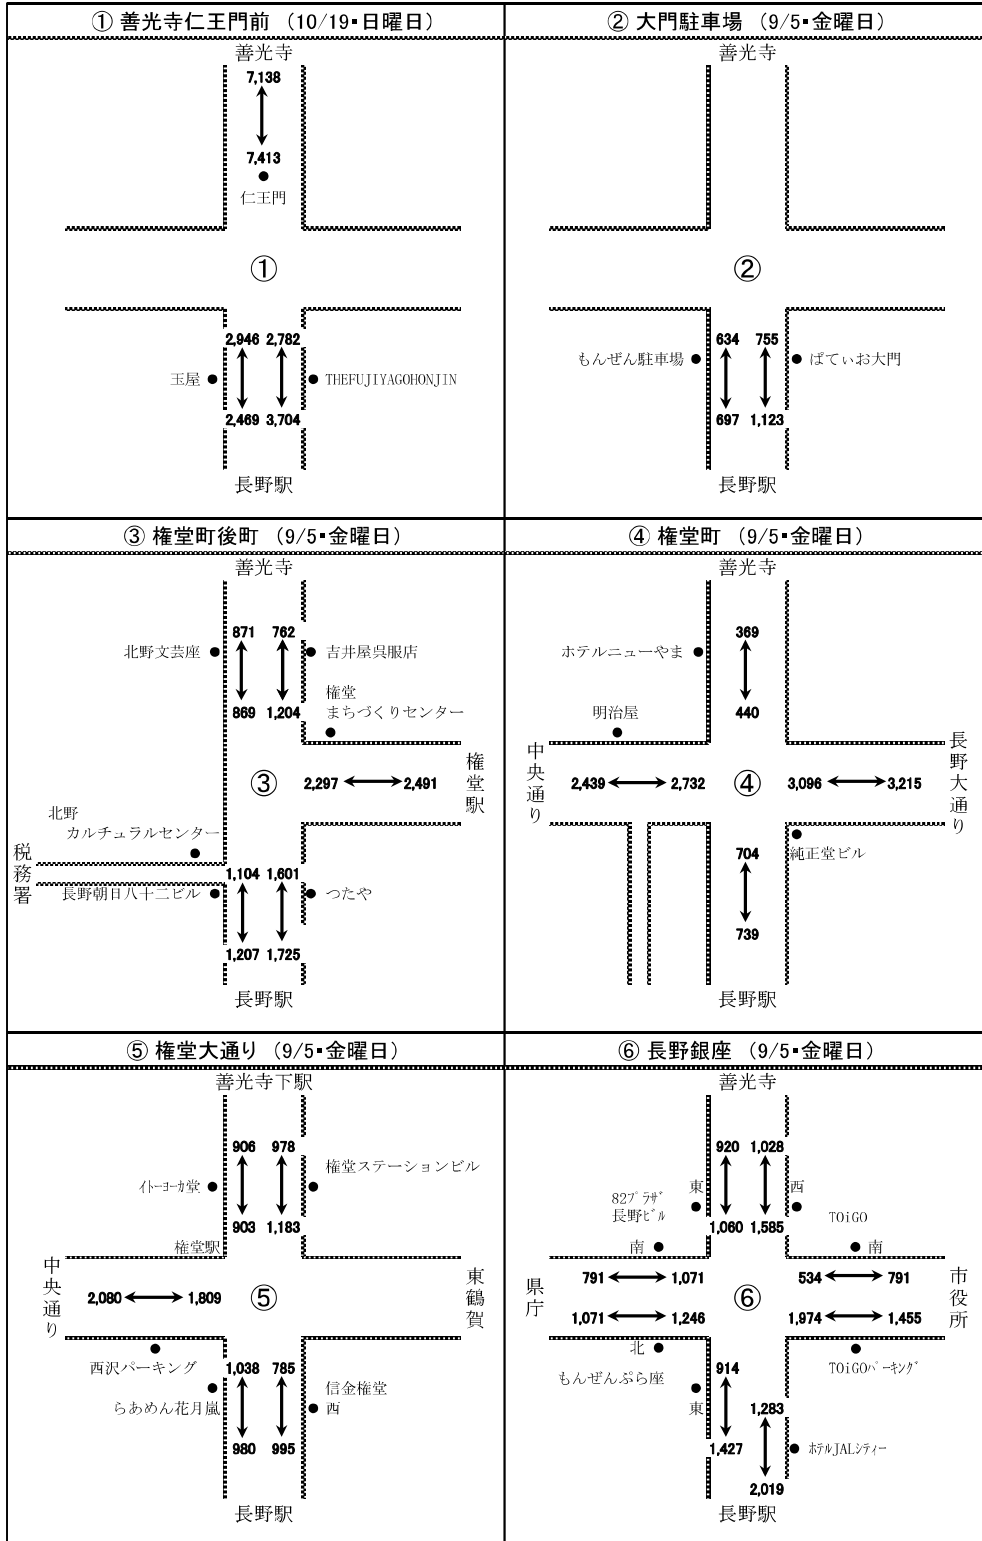 ① 善光寺仁王門前 (10/19・日曜日)
善光寺
7,138
7,413
仁王門
①
2,946 2,782
玉屋 THEFUJIYAGOHONJIN
2,469 3,704
長野駅
② 大門駐車場 (9/5・金曜日)
善光寺
②
634 755
もんぜん駐車場 ぱてぃお大門
697 1,123
長野駅
③ 権堂町後町 (9/5・金曜日)
善光寺
871 762
北野文芸座 吉井屋呉服店
869 1,204
権堂
まちづくりセンター
権堂駅
③
2,297 2,491
北野
カルチュラルセンター
税務署
1,104 1,601
長野朝日八十二ビル つたや
1,207 1,725
長野駅
④ 権堂町 (9/5・金曜日)
善光寺
369
ホテルニューやま
440
明治屋
中央通り
長野大通り
2,439 2,732 ④ 3,096 3,215
純正堂ビル
704
739
長野駅
⑤ 権堂大通り (9/5・金曜日)
善光寺下駅
906 978
イトーヨーカ堂 権堂ステーションビル
903 1,183
権堂駅
中央通り
東鶴賀
2,080 1,809 ⑤
西沢パーキング
1,038 785
らあめん花月嵐
信金権堂
西
980 995
長野駅
⑥ 長野銀座 (9/5・金曜日)
善光寺
920 1,028
82プラザ
長野ビル
東 西
1,060 1,585
TOiGO
南 南
県庁
市役所
791 1,071 534 791
⑥
1,071 1,246 1,974 1,455
北
TOiGOパーキング
もんぜんぷら座
東
914
1,283
1,427
ホテルJALシティー
2,019
長野駅